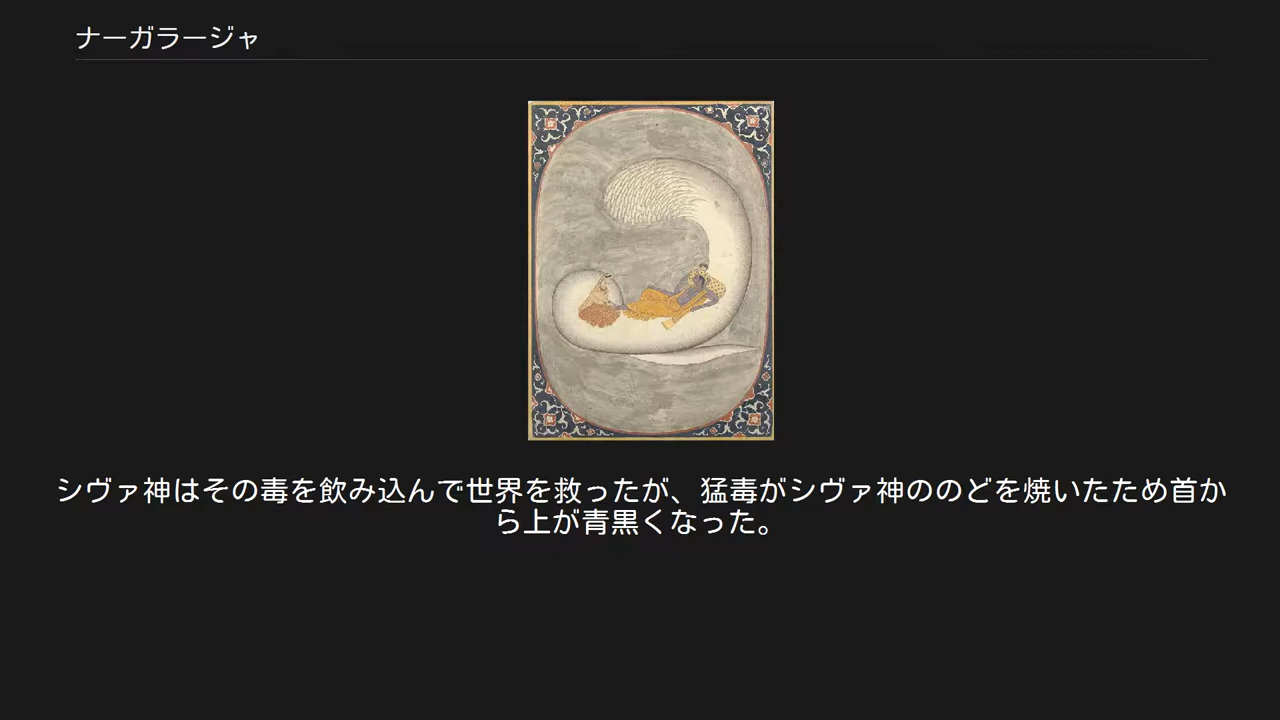 ナーガラージャ
シヴァ神はその毒を飲み込んで世界を救ったが、猛毒がシヴァ神ののどを焼いたため首か
ら上が青黒くなった。